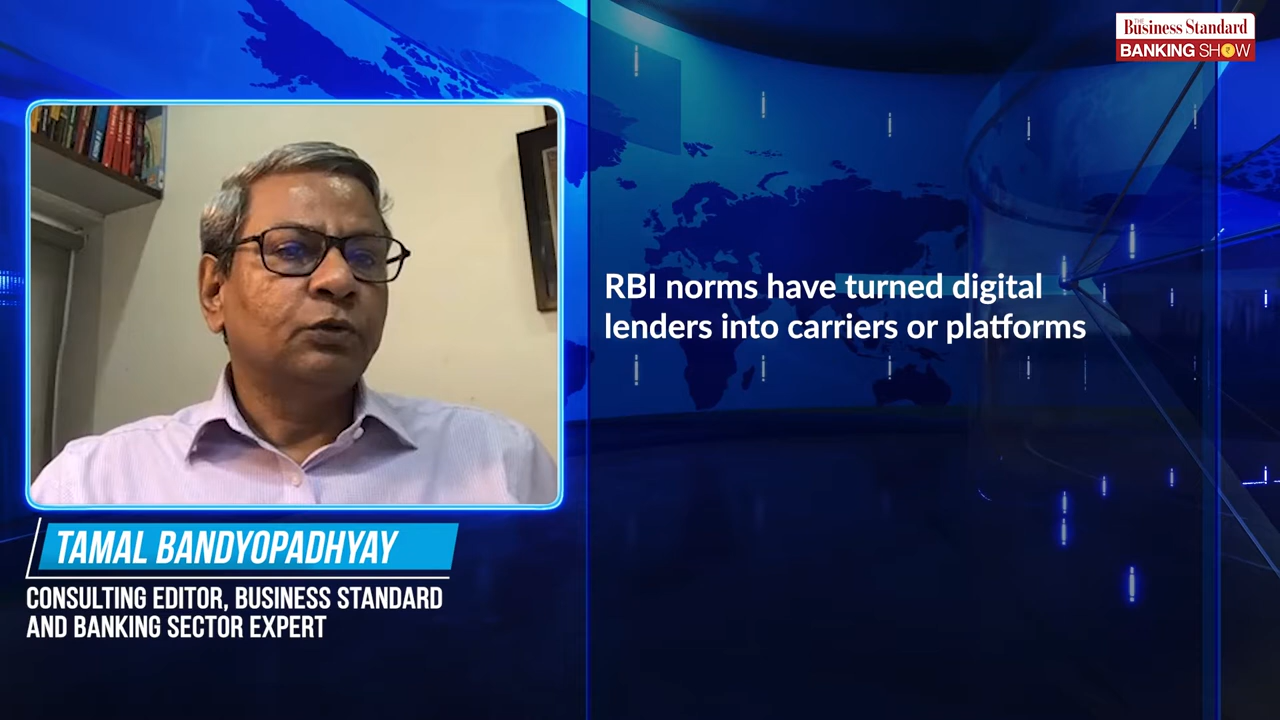 THE
Business Standard
BANKING SHOW
RBI norms have turned digital
lenders into carriers or platforms
TAMAL BANDYOPADHYAY
CONSULTING EDITOR, BUSINESS STANDARD
AND BANKING SECTOR EXPERT